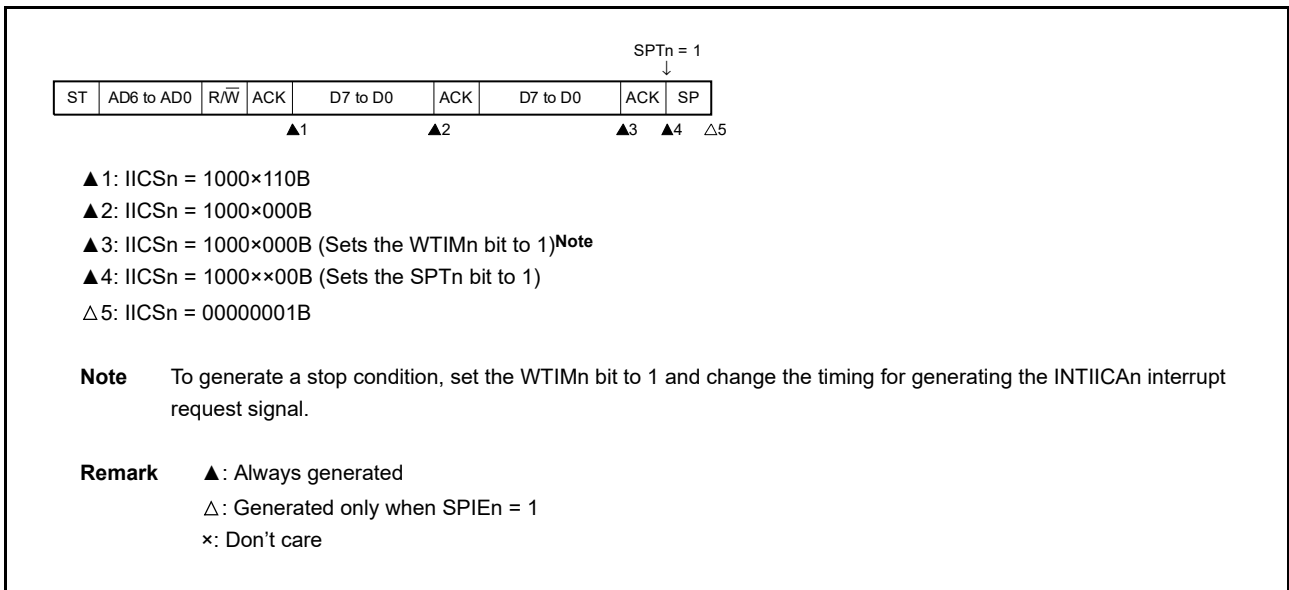 SPTn = 1
↓
ST AD6 to AD0 R/W̅ ACK D7 to D0 ACK D7 to D0 ACK SP
▲1 ▲2 ▲3 ▲4 △5
▲1: IICSn = 1000×110B
▲2: IICSn = 1000×000B
▲3: IICSn = 1000×000B (Sets the WTIMn bit to 1)Note
▲4: IICSn = 1000××00B (Sets the SPTn bit to 1)
△5: IICSn = 00000001B
Note To generate a stop condition, set the WTIMn bit to 1 and change the timing for generating the INTIICAn interrupt
request signal.
Remark ▲: Always generated
△: Generated only when SPIEn = 1
×: Don’t care